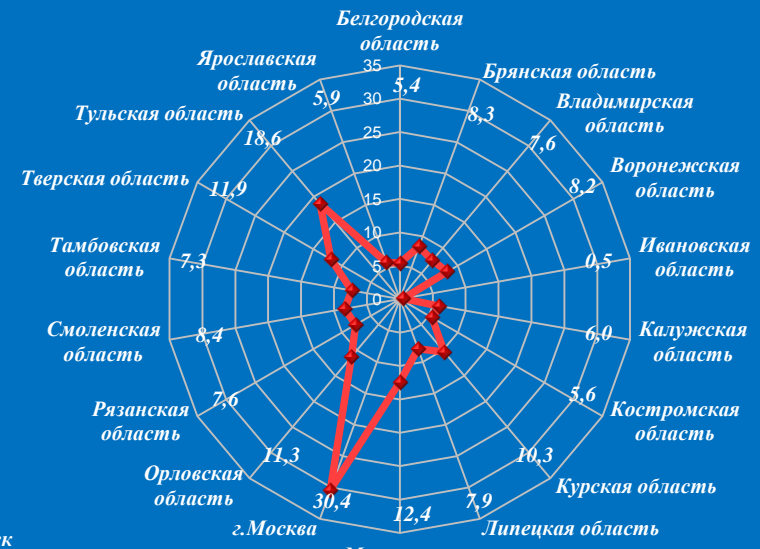 Белгородская
область
Ярославская
область
35
5,4
Брянская область
5,9
30
8,3
Владимирская
область
Тульская область
18,6
25
7,6
20
Воронежская
область
Тверская область
11,9
15
8,2
10
Тамбовская
область
7,3
5
0,5
Ивановская
область
0
Смоленская
область
8,4
6,0
Калужская
область
Рязанская
область
7,6
5,6
Костромская
область
Орловская
область
11,3
10,3
Курская область
г.Москва
30,4
12,4
7,9
Липецкая область